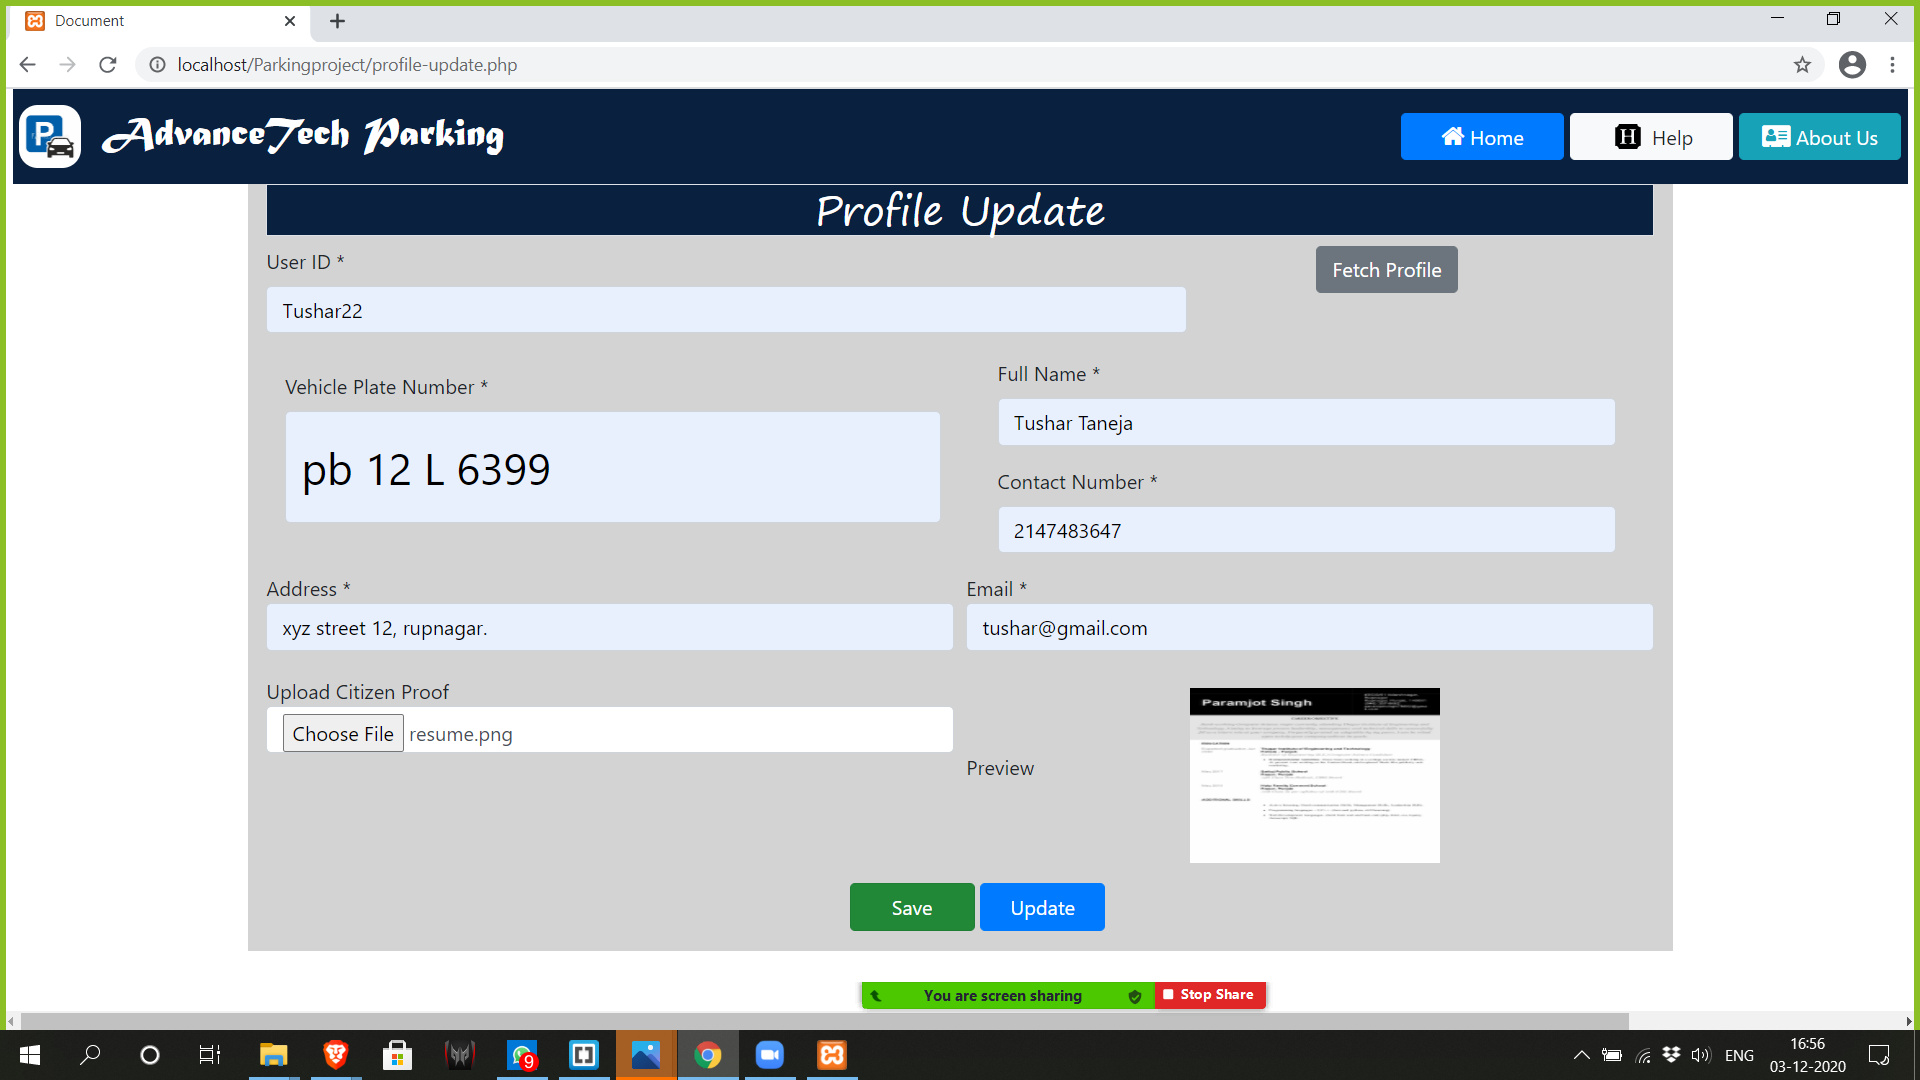 Document
localhost/Parkingproject/profile-update.php
P
AdvanceTech Parking
Home
H Help
About Us
Profile Update
User ID *
Fetch Profile
Tushar22
Vehicle Plate Number *
Full Name *
pb 12 L 6399
Tushar Taneja
Contact Number *
2147483647
Address *
Email *
xyz street 12, rupnagar.
tushar@gmail.com
Upload Citizen Proof
Choose File resume.png
Preview
Paramjot Singh
Save
Update
You are screen sharing
Stop Share
9
ENG
16:56
03-12-2020